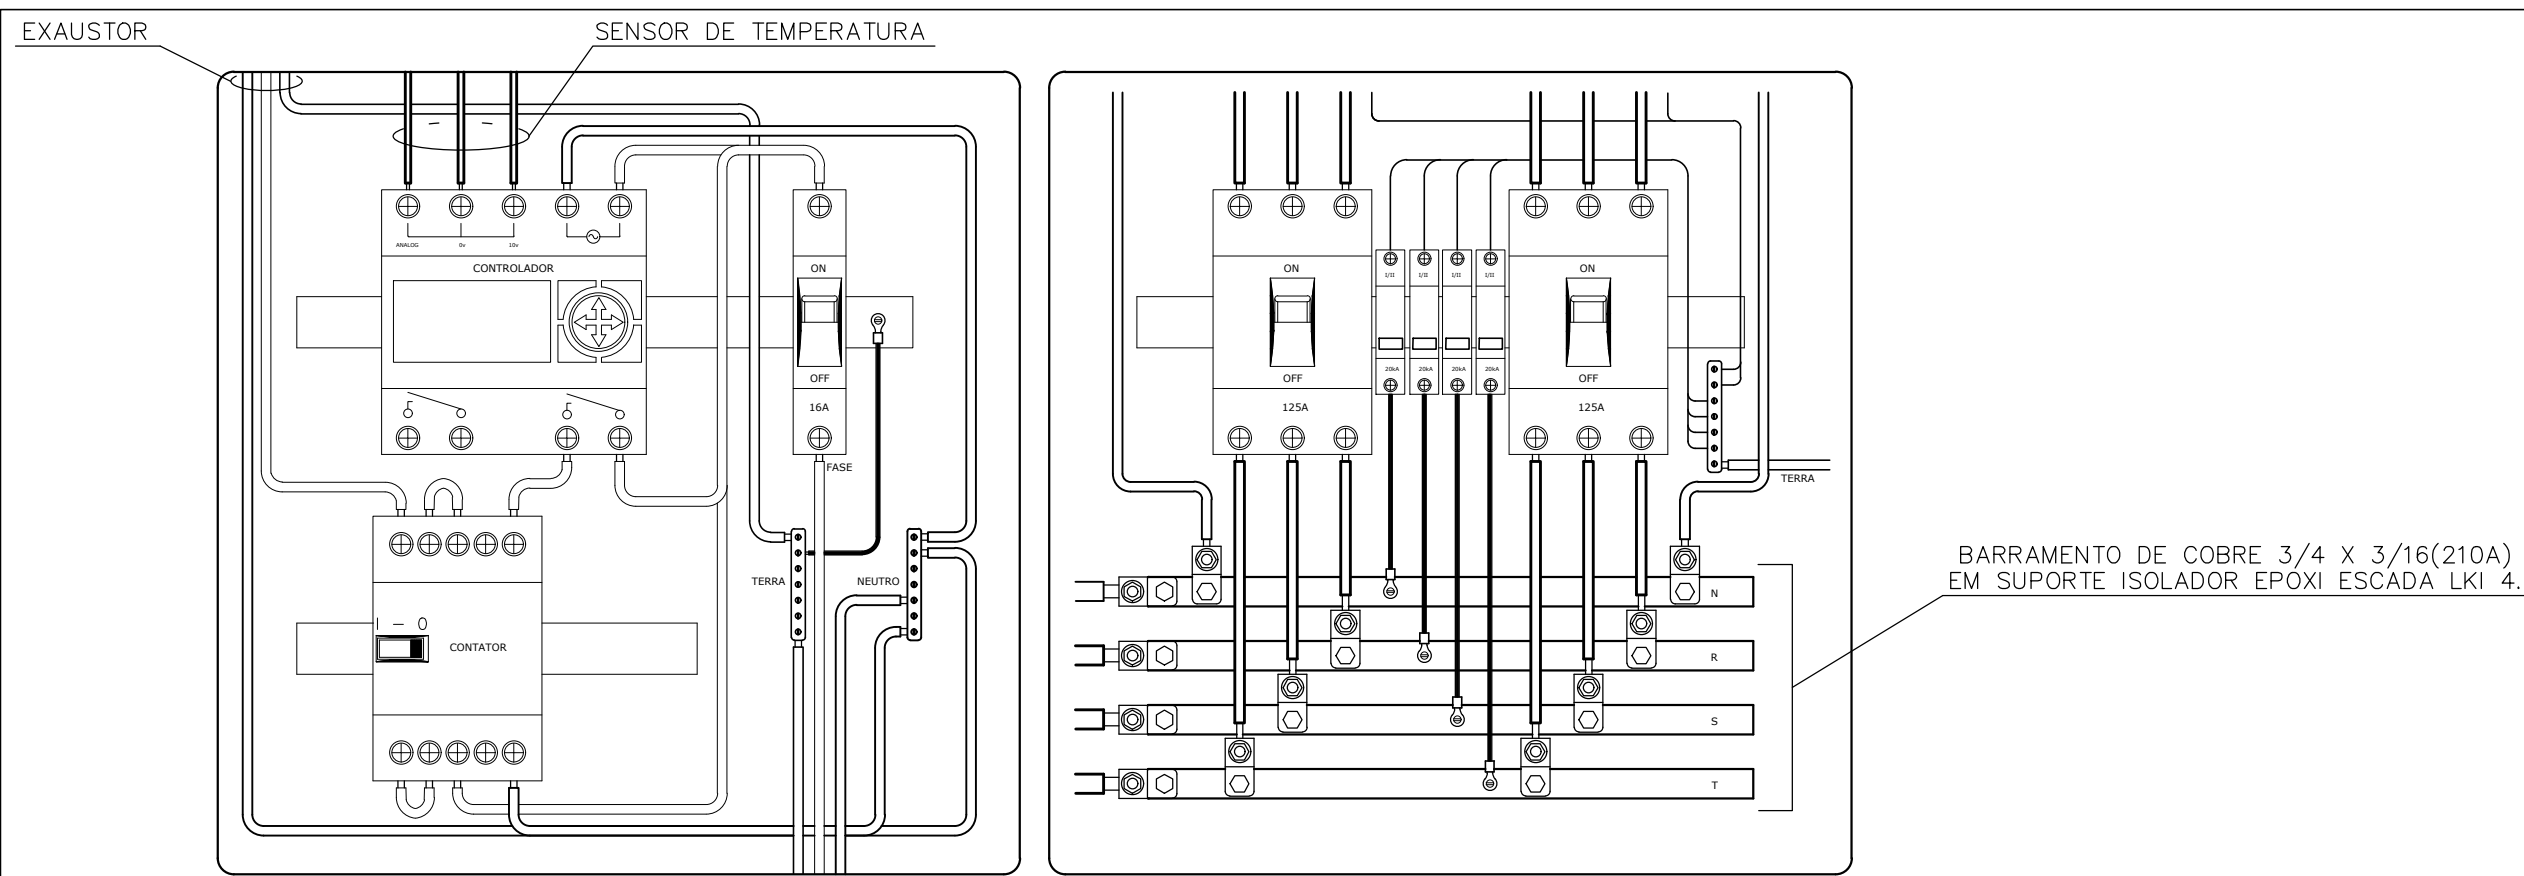 EXAUSTOR
SENSOR DE TEMPERATURA
ANALOG 0v 10v
CONTROLADOR
ON
OFF
16A
FASE
TERRA
NEUTRO
I — 0
CONTATOR
ON
OFF
125A
I/II I/II I/II I/II
20kA 20kA 20kA 20kA
ON
OFF
125A
TERRA
N
R
S
T
BARRAMENTO DE COBRE 3/4 X 3/16(210A)
EM SUPORTE ISOLADOR EPOXI ESCADA LKI 4.